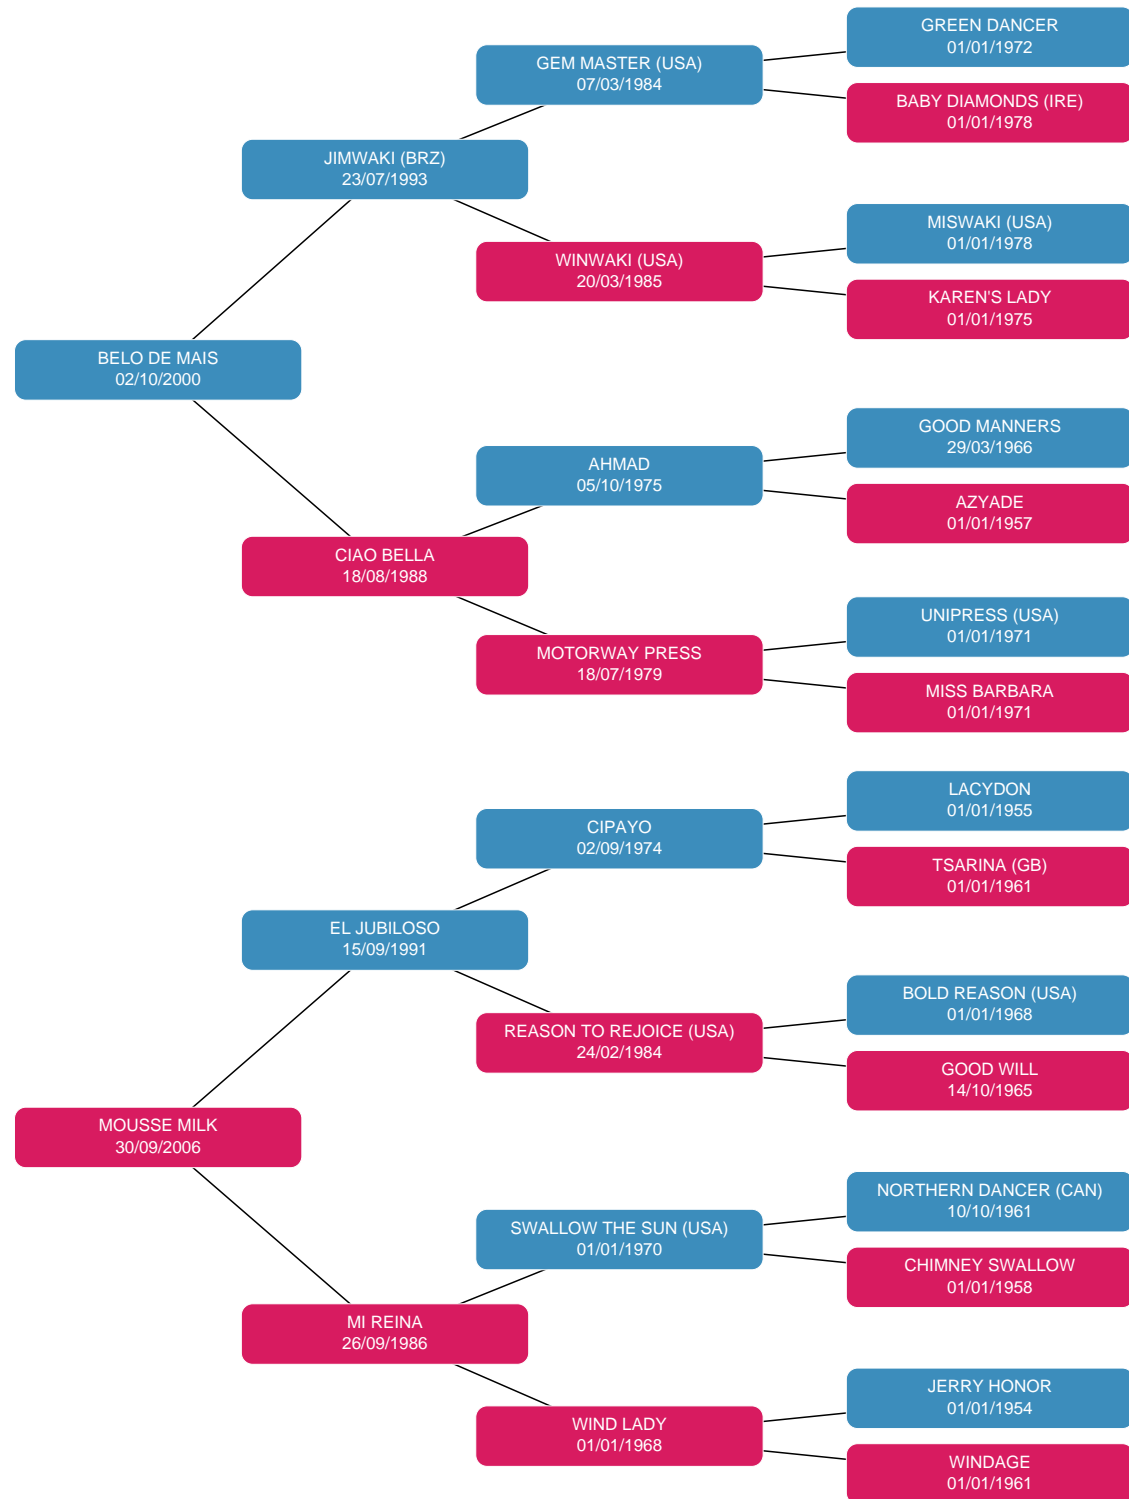 GREEN DANCER
01/01/1972
GEM MASTER (USA)
07/03/1984
BABY DIAMONDS (IRE)
01/01/1978
JIMWAKI (BRZ)
23/07/1993
MISWAKI (USA)
01/01/1978
WINWAKI (USA)
20/03/1985
KAREN'S LADY
01/01/1975
BELO DE MAIS
02/10/2000
GOOD MANNERS
29/03/1966
AHMAD
05/10/1975
AZYADE
01/01/1957
CIAO BELLA
18/08/1988
UNIPRESS (USA)
01/01/1971
MOTORWAY PRESS
18/07/1979
MISS BARBARA
01/01/1971
LACYDON
01/01/1955
CIPAYO
02/09/1974
TSARINA (GB)
01/01/1961
EL JUBILOSO
15/09/1991
BOLD REASON (USA)
01/01/1968
REASON TO REJOICE (USA)
24/02/1984
GOOD WILL
14/10/1965
MOUSSE MILK
30/09/2006
NORTHERN DANCER (CAN)
10/10/1961
SWALLOW THE SUN (USA)
01/01/1970
CHIMNEY SWALLOW
01/01/1958
MI REINA
26/09/1986
JERRY HONOR
01/01/1954
WIND LADY
01/01/1968
WINDAGE
01/01/1961